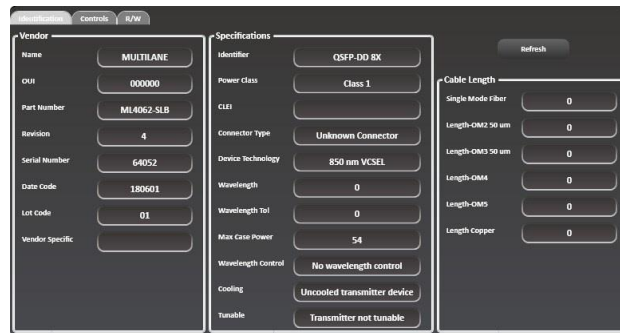 Identification Controls R/W
Vendor
Name MULTILANE
OUI 000000
Part Number ML4062-SLB
Revision 4
Serial Number 64052
Date Code 180601
Lot Code 01
Vendor Specific
Specifications
Identifier QSFP-DD 8X
Power Class Class 1
CLEI
Connector Type Unknown Connector
Device Technology 850 nm VCSEL
Wavelength 0
Wavelength Tol 0
Max Case Power 54
Wavelength Control No wavelength control
Cooling Uncooled transmitter device
Tunable Transmitter not tunable
Refresh
Cable Length
Single Mode Fiber 0
Length-OM2 50 um 0
Length-OM3 50 um 0
Length-OM4 0
Length-OM5 0
Length Copper 0